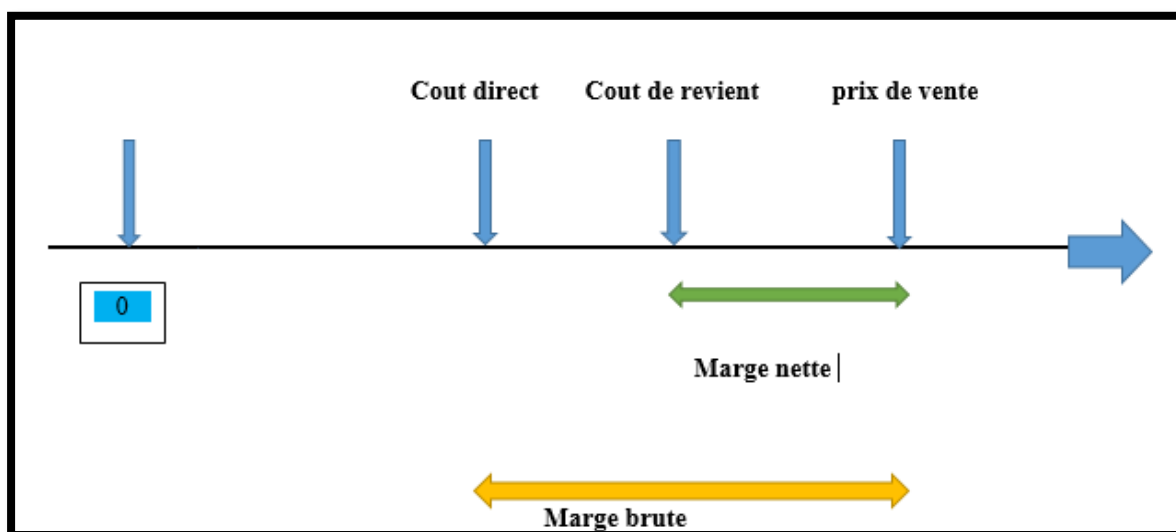 Cout direct
Cout de revient
prix de vente
0
Marge nette
Marge brute